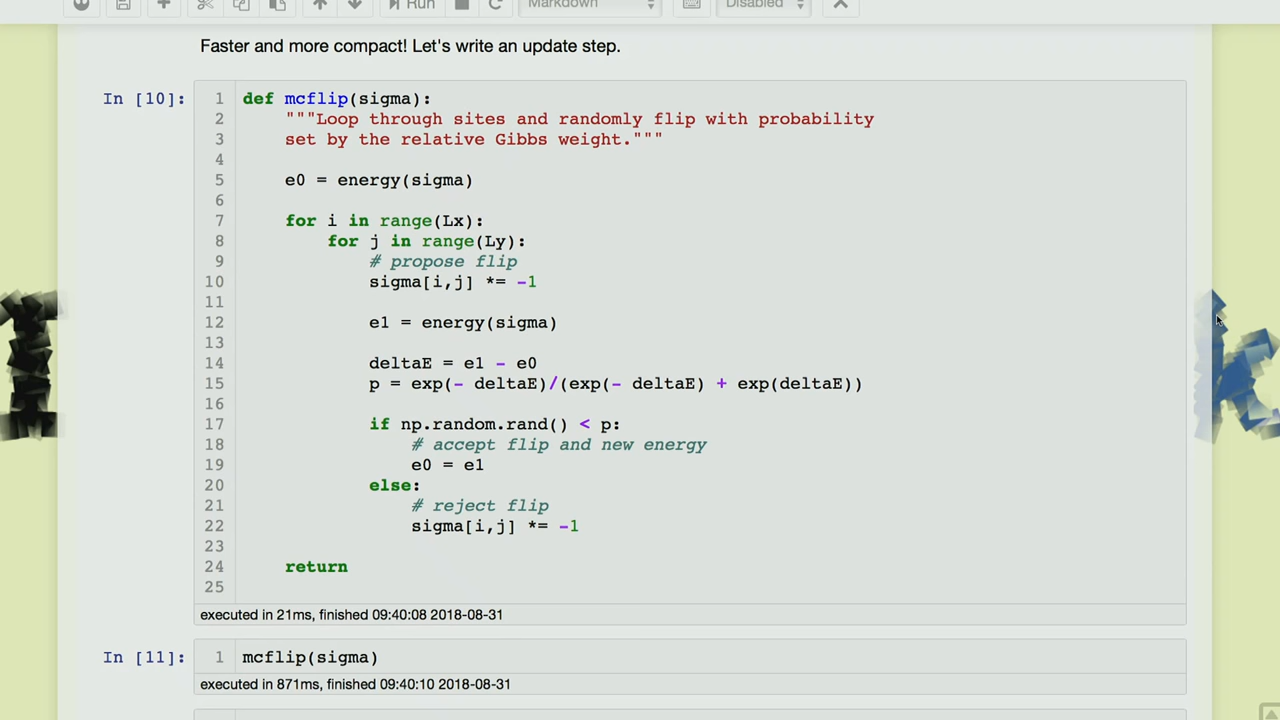 Run Markdown Disabled
Faster and more compact! Let's write an update step.
In [10]:
1 def mcflip(sigma):
2 """Loop through sites and randomly flip with probability
3 set by the relative Gibbs weight."""
4
5 e0 = energy(sigma)
6
7 for i in range(Lx):
8 for j in range(Ly):
9 # propose flip
10 sigma[i,j] *= -1
11
12 e1 = energy(sigma)
13
14 deltaE = e1 - e0
15 p = exp(- deltaE)/(exp(- deltaE) + exp(deltaE))
16
17 if np.random.rand() < p:
18 # accept flip and new energy
19 e0 = e1
20 else:
21 # reject flip
22 sigma[i,j] *= -1
23
24 return
25
executed in 21ms, finished 09:40:08 2018-08-31
In [11]: 1 mcflip(sigma)
executed in 871ms, finished 09:40:10 2018-08-31